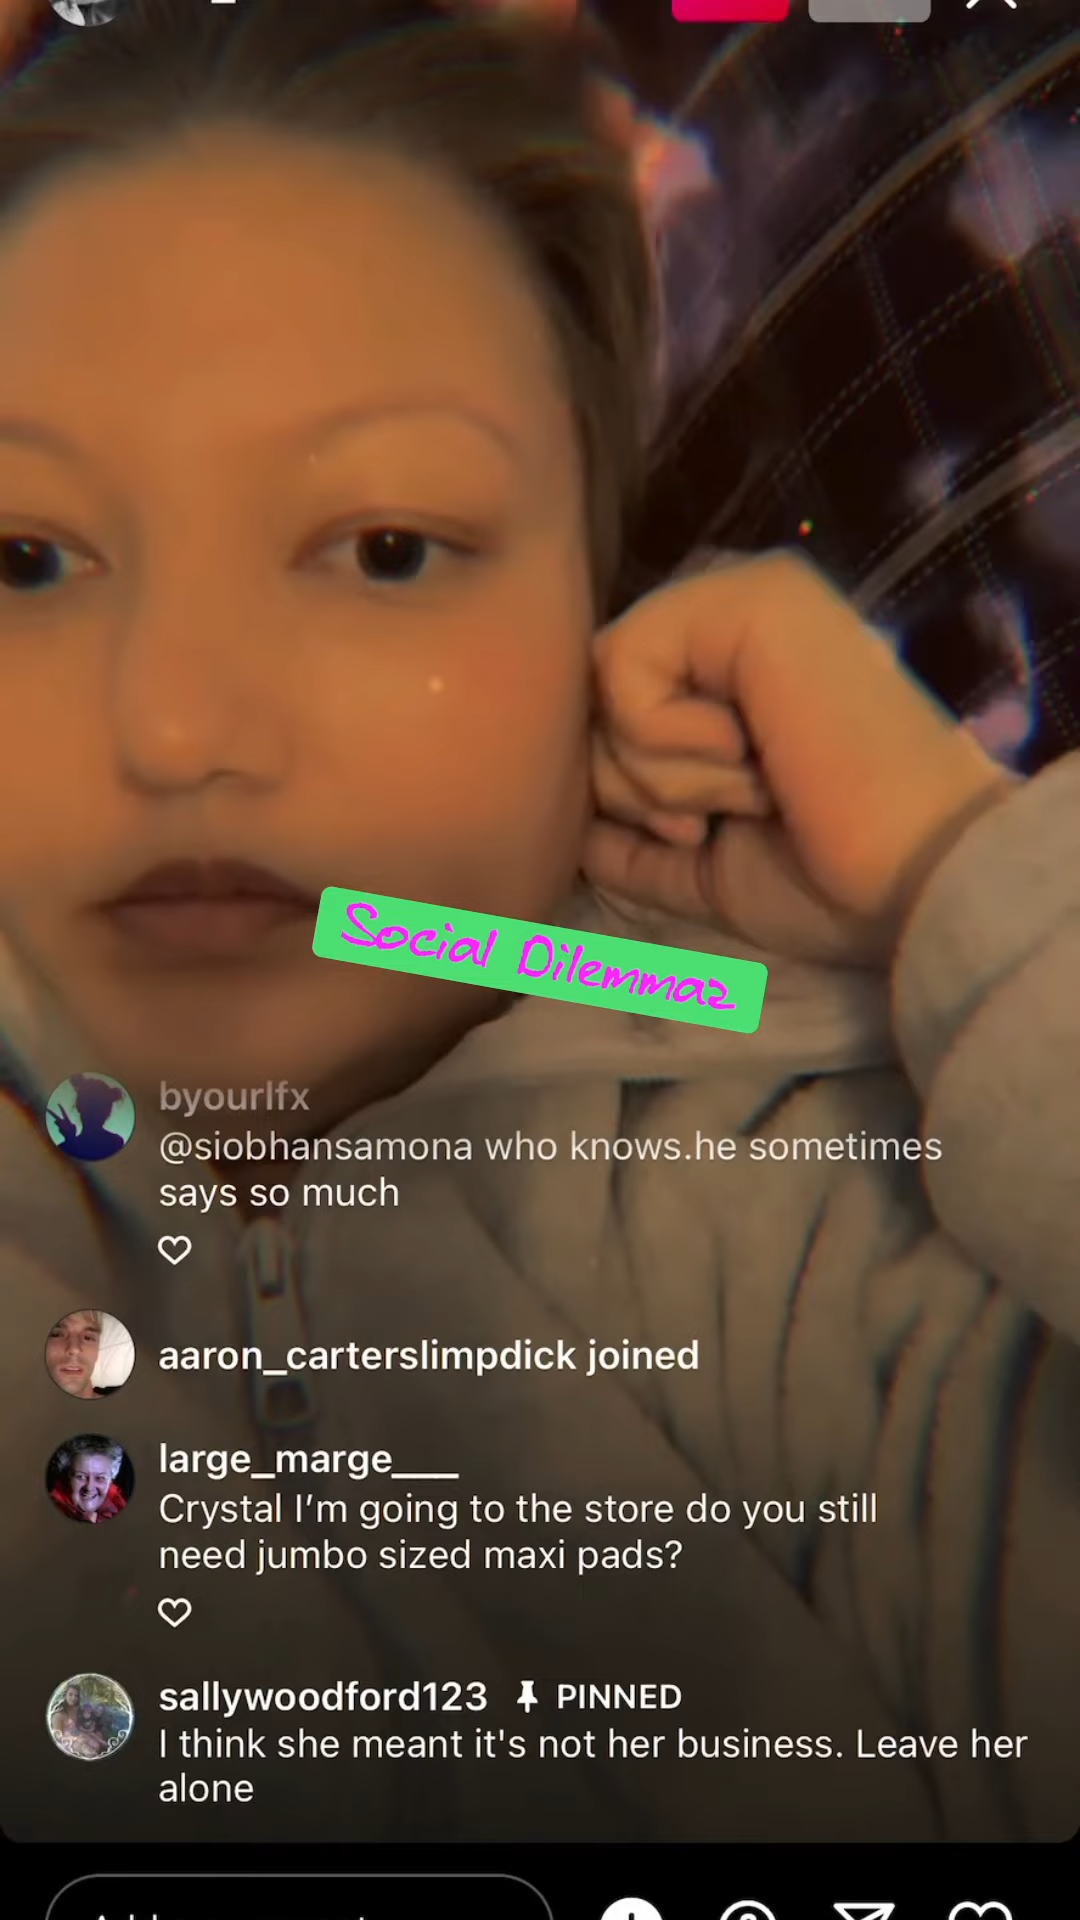 Social Dilemmaz
byourlfx
@siobhansamona who knows.he sometimes
says so much
aaron_carterslimpdick joined
large_marge___
Crystal I’m going to the store do you still
need jumbo sized maxi pads?
sallywoodford123 PINNED
I think she meant it's not her business. Leave her
alone